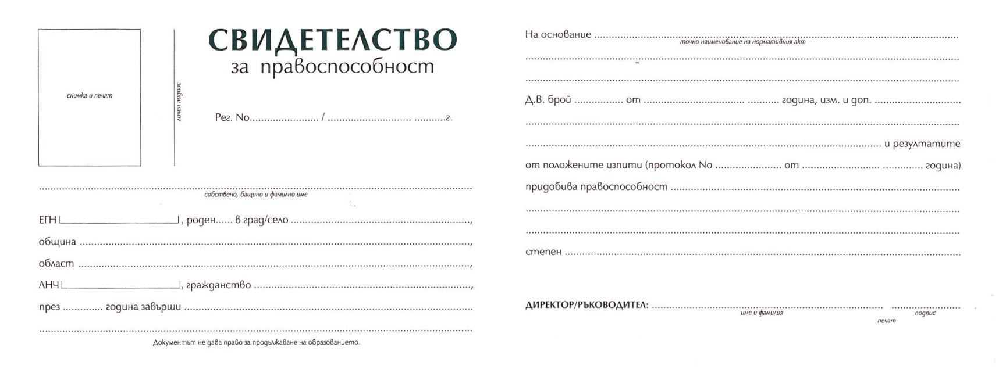 СВИДЕТЕЛСТВО
за правоспособност
снимка и печат
личен подпис
Рег. No........................ / ............................. ...........г.
собствено, бащино и фамилно име
ЕГН , роден...... в град/село ................................................................,
община ................................................................,
област ................................................................,
ЛНЧ , гражданство ................................................................,
през .............. година завърши ................................................................
Документът не дава право за продължаване на образованието.
На основание ................................................................
точно наименование на нормативния акт
Д.В. брой ................. от ................................... ........... година, изм. и доп. ..............................
................................................................ и резултатите
от положените изпити (протокол No ....................... от ........................... .............. година)
придобива правоспособност ................................................................
степен ................................................................
ДИРЕКТОР/РЪКОВОДИТЕЛ: ................................................................ ........................
име и фамилия подпис
печат